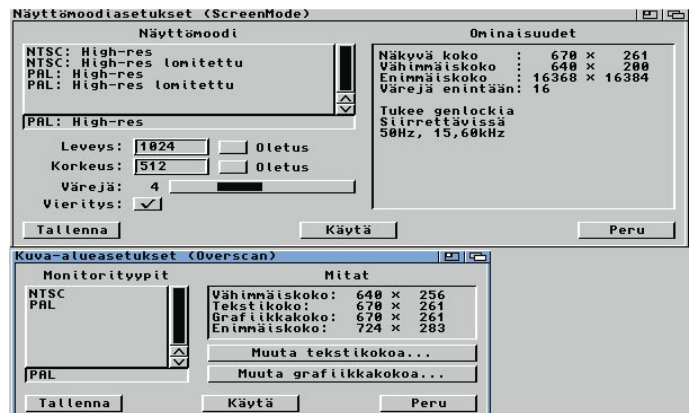 Näyttömoodiasetukset (ScreenMode)
Näyttömoodi
NTSC: High-res
NTSC: High-res lomitettu
PAL: High-res
PAL: High-res lomitettu
PAL: High-res
Leveys: 1024 Oletus
Korkeus: 512 Oletus
Värejä: 4
Vieritys:
Ominaisuudet
Näkyvä koko : 670 × 261
Vähimmäiskoko : 640 × 200
Enimmäiskoko : 16368 × 16384
Värejä enintään: 16
Tukee genlockia
Siirrettävissä
50Hz, 15,60kHz
Tallenna Käytä Peru
Kuva-alueasetukset (Overscan)
Monitorityypit
NTSC
PAL
PAL
Mitat
Vähimmäiskoko: 640 × 256
Tekstikoko: 670 × 261
Grafiikkakoko: 670 × 261
Enimmäiskoko: 724 × 283
Muuta tekstikokoa...
Muuta grafiikkakokoa...
Tallenna Käytä Peru